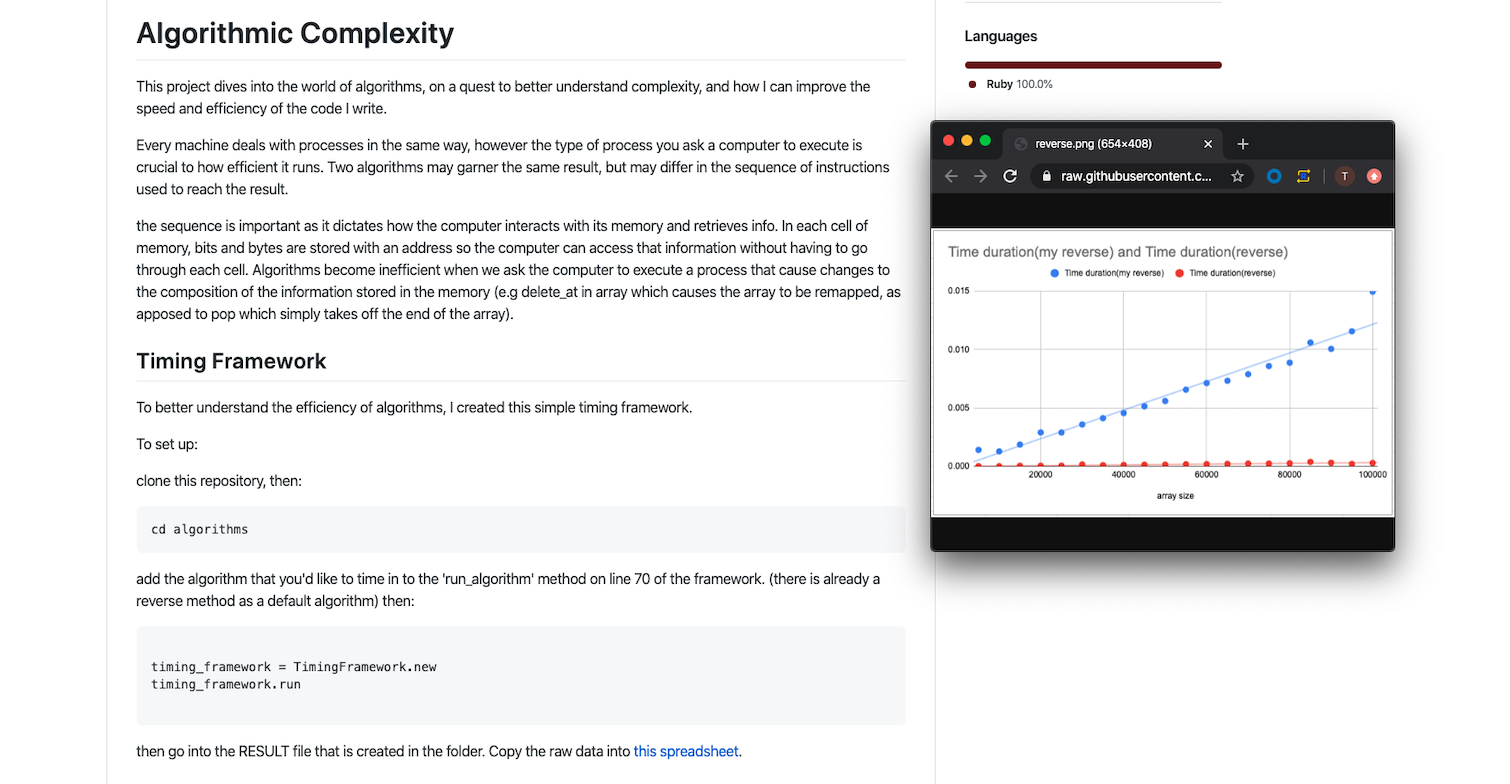 Algorithmic Complexity
This project dives into the world of algorithms, on a quest to better understand complexity, and how I can improve the
speed and efficiency of the code I write.
Every machine deals with processes in the same way, however the type of process you ask a computer to execute is
crucial to how efficient it runs. Two algorithms may garner the same result, but may differ in the sequence of instructions
used to reach the result.
the sequence is important as it dictates how the computer interacts with its memory and retrieves info. In each cell of
memory, bits and bytes are stored with an address so the computer can access that information without having to go
through each cell. Algorithms become inefficient when we ask the computer to execute a process that cause changes to
the composition of the information stored in the memory (e.g delete_at in array which causes the array to be remapped, as
apposed to pop which simply takes off the end of the array).
Timing Framework
To better understand the efficiency of algorithms, I created this simple timing framework.
To set up:
clone this repository, then:
cd algorithms
add the algorithm that you'd like to time in to the 'run_algorithm' method on line 70 of the framework. (there is already a
reverse method as a default algorithm) then:
timing_framework = TimingFramework.new
timing_framework.run
then go into the RESULT file that is created in the folder. Copy the raw data into this spreadsheet.
Languages
Ruby 100.0%
reverse.png (654×408)
raw.githubusercontent.c...
T
Time duration(my reverse) and Time duration(reverse)
Time duration(my reverse) Time duration(reverse)
0.015
0.010
0.005
0.000
20000 40000 60000 80000 100000
array size